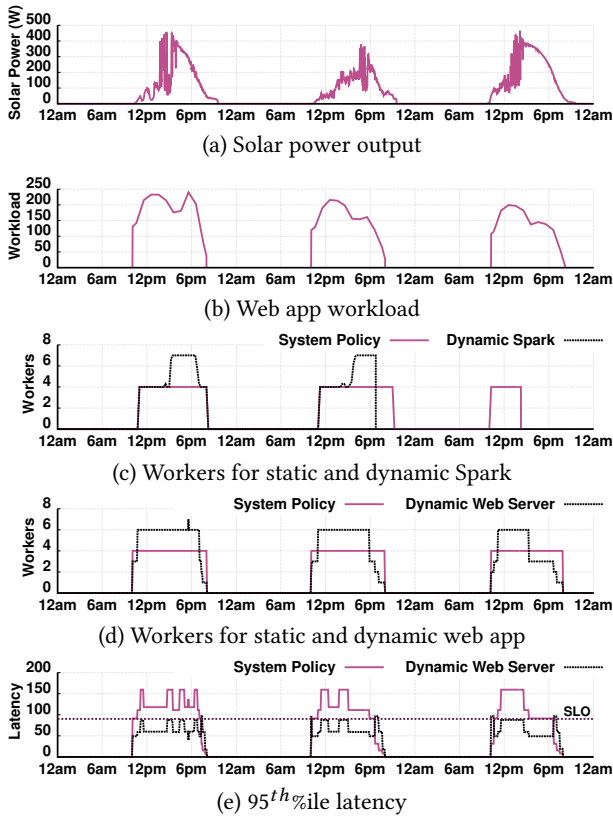 Solar Power (W)
500
400
300
200
100
0
12am 6am 12pm 6pm 12am 6am 12pm 6pm 12am 6am 12pm 6pm 12am
(a) Solar power output
Workload
250
200
150
100
50
0
12am 6am 12pm 6am 12am 6am 12pm 6pm 12am 6am 12pm 6pm 12am
(b) Web app workload
System Policy Dynamic Spark
Workers
8
6
4
2
0
12am 6am 12pm 6am 12am 6am 12pm 6pm 12am 6am 12pm 6pm 12am
(c) Workers for static and dynamic Spark
System Policy Dynamic Web Server
Workers
8
6
4
2
0
12am 6am 12pm 6am 12am 6am 12pm 6pm 12am 6am 12pm 6pm 12am
(d) Workers for static and dynamic web app
System Policy Dynamic Web Server
Latency
200
150
100
50
0
SLO
12am 6am 12pm 6am 12am 6am 12pm 6pm 12am 6am 12pm 6pm 12am
(e) 95th%ile latency